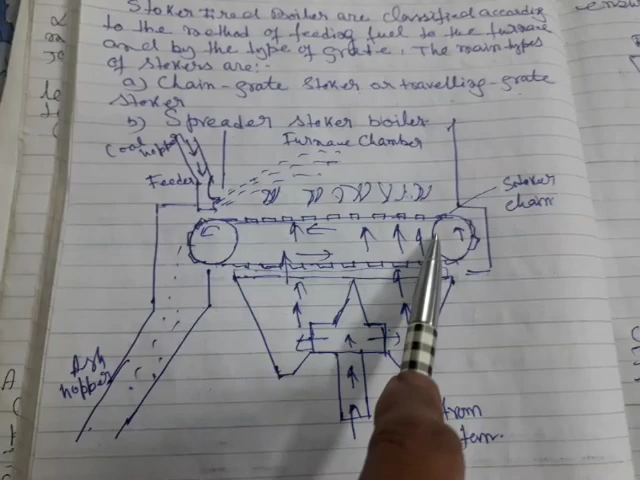 Stoker fired Boiler are classified according
to the method of feeding fuel to the furnace
and by the type of grate. The main types
of stokers are:-
a) Chain-grate stoker or travelling-grate
stoker
b) Spreader stoker boiler
Coal hopper
Furnace Chamber
Feeder
Stoker
chain
Ash
hopper
from
fan.